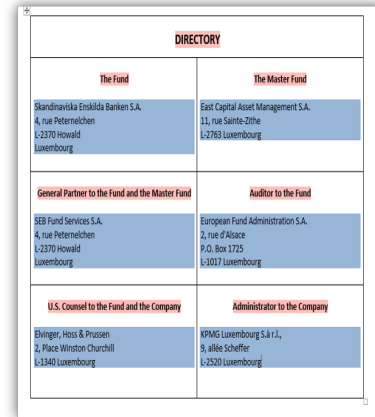 DIRECTORY
The Fund
Skandinaviska Enskilda Banken S.A.
4, rue Peternelchen
L-2370 Howald
Luxembourg
The Master Fund
East Capital Asset Management S.A.
11, rue Sainte-Zithe
L-2763 Luxembourg
General Partner to the Fund and the Master Fund
SEB Fund Services S.A.
4, rue Peternelchen
L-2370 Howald
Luxembourg
Auditor to the Fund
European Fund Administration S.A.
2, rue d'Alsace
P.O. Box 1725
L-1017 Luxembourg
U.S. Counsel to the Fund and the Company
Elvinger, Hoss & Prussen
2, Place Winston Churchill
L-1340 Luxembourg
Administrator to the Company
KPMG Luxembourg S.à r.l.,
9, allée Scheffer
L-2520 Luxembourg